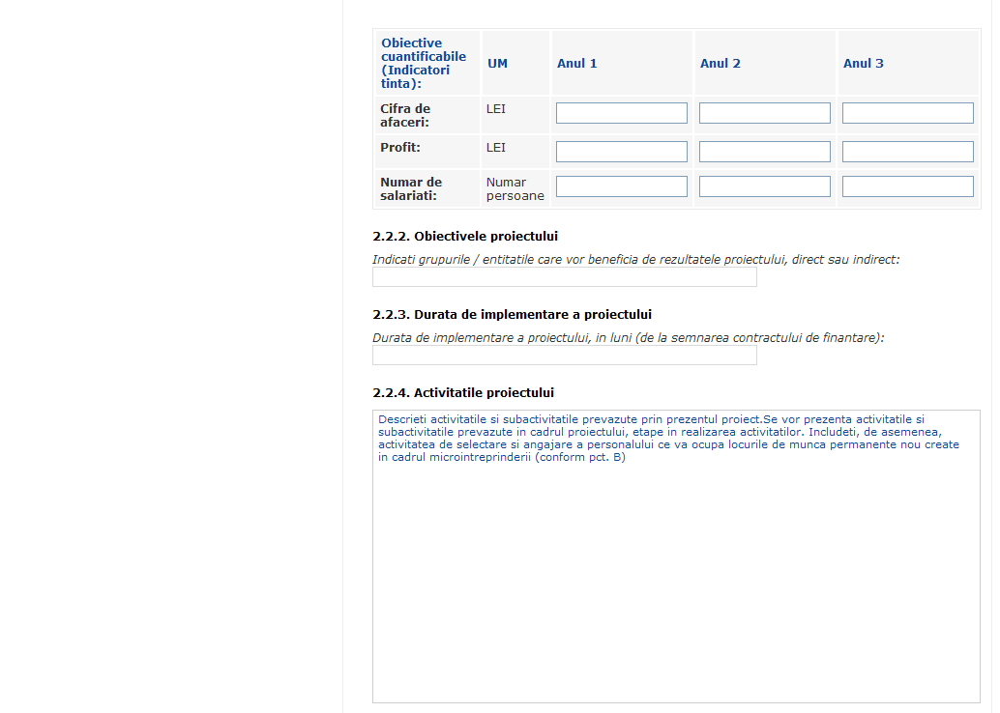 Obiective
cuantificabile
(Indicatori
tinta):
UM
Anul 1
Anul 2
Anul 3
Cifra de
afaceri:
LEI
Profit:
LEI
Numar de
salariati:
Numar
persoane
2.2.2. Obiectivele proiectului
Indicati grupurile / entitatile care vor beneficia de rezultatele proiectului, direct sau indirect:
2.2.3. Durata de implementare a proiectului
Durata de implementare a proiectului, in luni (de la semnarea contractului de finantare):
2.2.4. Activitatile proiectului
Descrieti activitatile si subactivitatile prevazute prin prezentul proiect.Se vor prezenta activitatile si
subactivitatile prevazute in cadrul proiectului, etape in realizarea activitatilor. Includeti, de asemenea,
activitatea de selectare si angajare a personalului ce va ocupa locurile de munca permanente nou create
in cadrul microintreprinderii (conform pct. B)